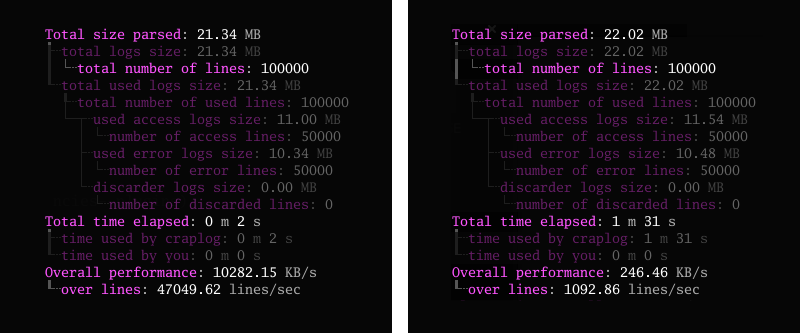 Total size parsed: 21.34 MB
total logs size: 21.34 MB
total number of lines: 100000
total used logs size: 21.34 MB
total number of used lines: 100000
used access logs size: 11.00 MB
number of access lines: 50000
used error logs size: 10.34 MB
number of error lines: 50000
discarder logs size: 0.00 MB
number of discarded lines: 0
Total time elapsed: 0 m 2 s
time used by craplog: 0 m 2 s
time used by you: 0 m 0 s
Overall performance: 10282.15 KB/s
over lines: 47049.62 lines/sec
Total size parsed: 22.02 MB
total logs size: 22.02 MB
total number of lines: 100000
total used logs size: 22.02 MB
total number of used lines: 100000
used access logs size: 11.54 MB
number of access lines: 50000
used error logs size: 10.48 MB
number of error lines: 50000
discarder logs size: 0.00 MB
number of discarded lines: 0
Total time elapsed: 1 m 31 s
time used by craplog: 1 m 31 s
time used by you: 0 m 0 s
Overall performance: 246.46 KB/s
over lines: 1092.86 lines/sec